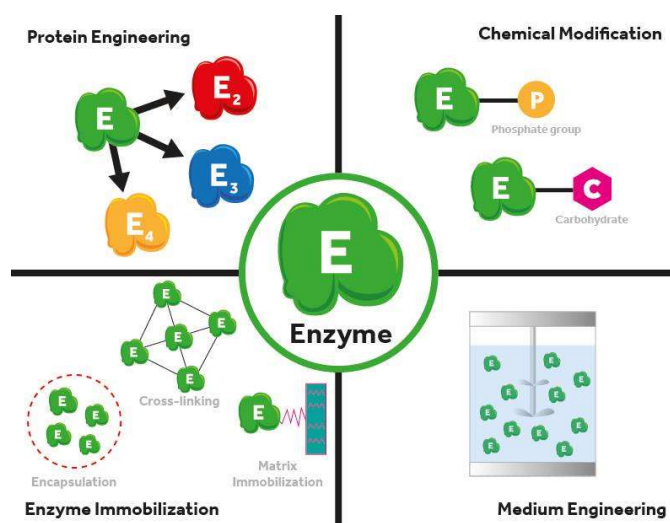 Protein Engineering
E
E2
E3
E4
Chemical Modification
E
P
Phosphate group
E
C
Carbohydrate
E
Enzyme
E
E
E
E
E
Cross-linking
E
E
E
E
Encapsulation
E
Matrix
Immobilization
Enzyme Immobilization
E
E
E
E
E
E
E
E
E
E
E
Medium Engineering